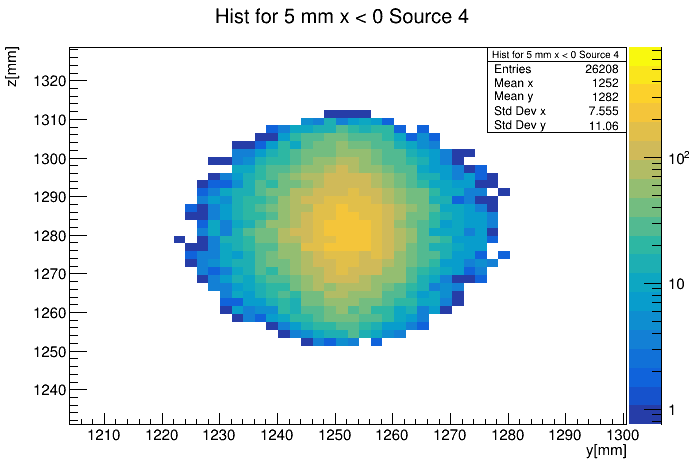 Hist for 5 mm x < 0 Source 4
z[mm]
Hist for 5 mm x < 0 Source 4
Entries 26208
Mean x 1252
Mean y 1282
Std Dev x 7.555
Std Dev y 11.06
1320
1310
1300
1290
1280
1270
1260
1250
1240
10²
10
1
1210 1220 1230 1240 1250 1260 1270 1280 1290 1300
y[mm]